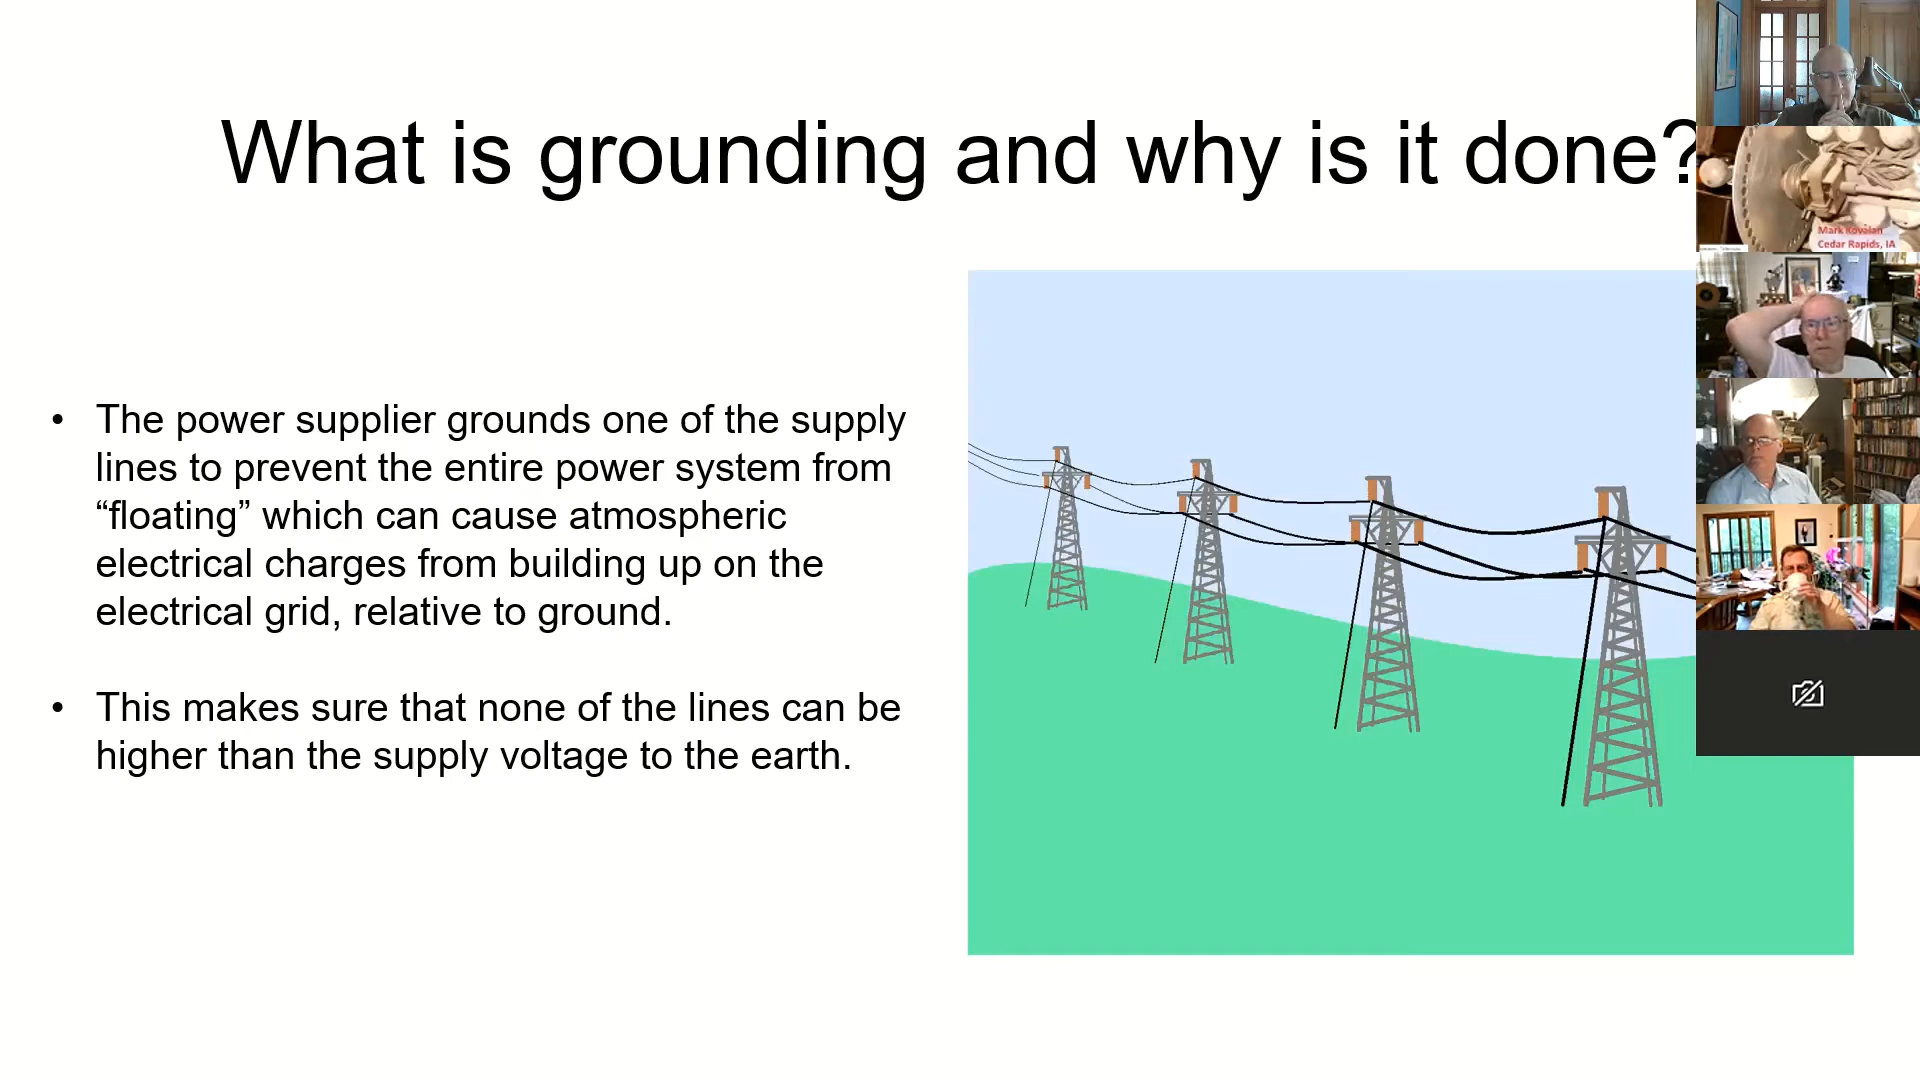 What is grounding and why is it done?
• The power supplier grounds one of the supply
lines to prevent the entire power system from
“floating” which can cause atmospheric
electrical charges from building up on the
electrical grid, relative to ground.
• This makes sure that none of the lines can be
higher than the supply voltage to the earth.
Mark Kovalan
Cedar Rapids, IA